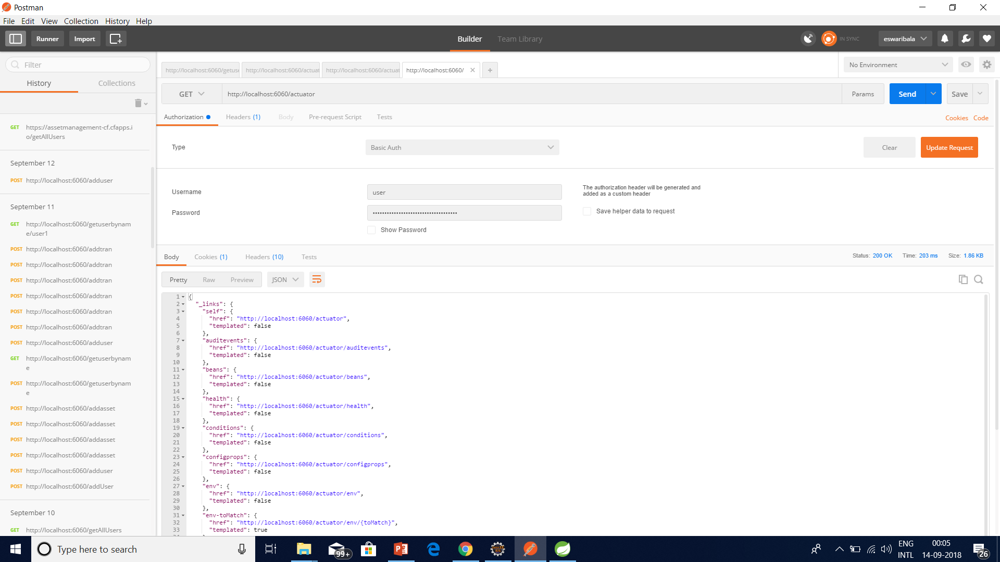 Postman
File Edit View Collection History Help
Runner Import Builder Team Library IN SYNC eswaribala
Filter
History Collections
GET https://assetmanagement-cf.cfapps.i
o/getAllUsers
September 12
POST http://localhost:6060/adduser
September 11
GET http://localhost:6060/getuserbynam
e/user1
POST http://localhost:6060/addtran
POST http://localhost:6060/addtran
POST http://localhost:6060/addtran
POST http://localhost:6060/addtran
POST http://localhost:6060/addtran
POST http://localhost:6060/addtran
POST http://localhost:6060/adduser
GET http://localhost:6060/getuserbynam
e
POST http://localhost:6060/getuserbynam
e
POST http://localhost:6060/addasset
POST http://localhost:6060/addasset
POST http://localhost:6060/addasset
POST http://localhost:6060/addasset
POST http://localhost:6060/adduser
POST http://localhost:6060/addUser
September 10
GET http://localhost:6060/getAllUsers
http://localhost:6060/getuse http://localhost:6060/actuat http://localhost:6060/actuat http://localhost:6060/
No Environment
GET http://localhost:6060/actuator Params Send Save
Authorization Headers (1) Body Pre-request Script Tests Cookies Code
Type Basic Auth Clear Update Request
Username user
The authorization header will be generated and
added as a custom header
Password
Save helper data to request
Show Password
Body Cookies (1) Headers (10) Tests Status: 200 OK Time: 203 ms Size: 1.86 KB
Pretty Raw Preview JSON
1 {
2 "_links": {
3 "self": {
4 "href": "http://localhost:6060/actuator",
5 "templated": false
6 },
7 "auditevents": {
8 "href": "http://localhost:6060/actuator/auditevents",
9 "templated": false
10 },
11 "beans": {
12 "href": "http://localhost:6060/actuator/beans",
13 "templated": false
14 },
15 "health": {
16 "href": "http://localhost:6060/actuator/health",
17 "templated": false
18 },
19 "conditions": {
20 "href": "http://localhost:6060/actuator/conditions",
21 "templated": false
22 },
23 "configprops": {
24 "href": "http://localhost:6060/actuator/configprops",
25 "templated": false
26 },
27 "env": {
28 "href": "http://localhost:6060/actuator/env",
29 "templated": false
30 },
31 "env-toMatch": {
32 "href": "http://localhost:6060/actuator/env/{toMatch}",
33 "templated": true
Type here to search
99+
ENG
INTL
00:05
14-09-2018
26